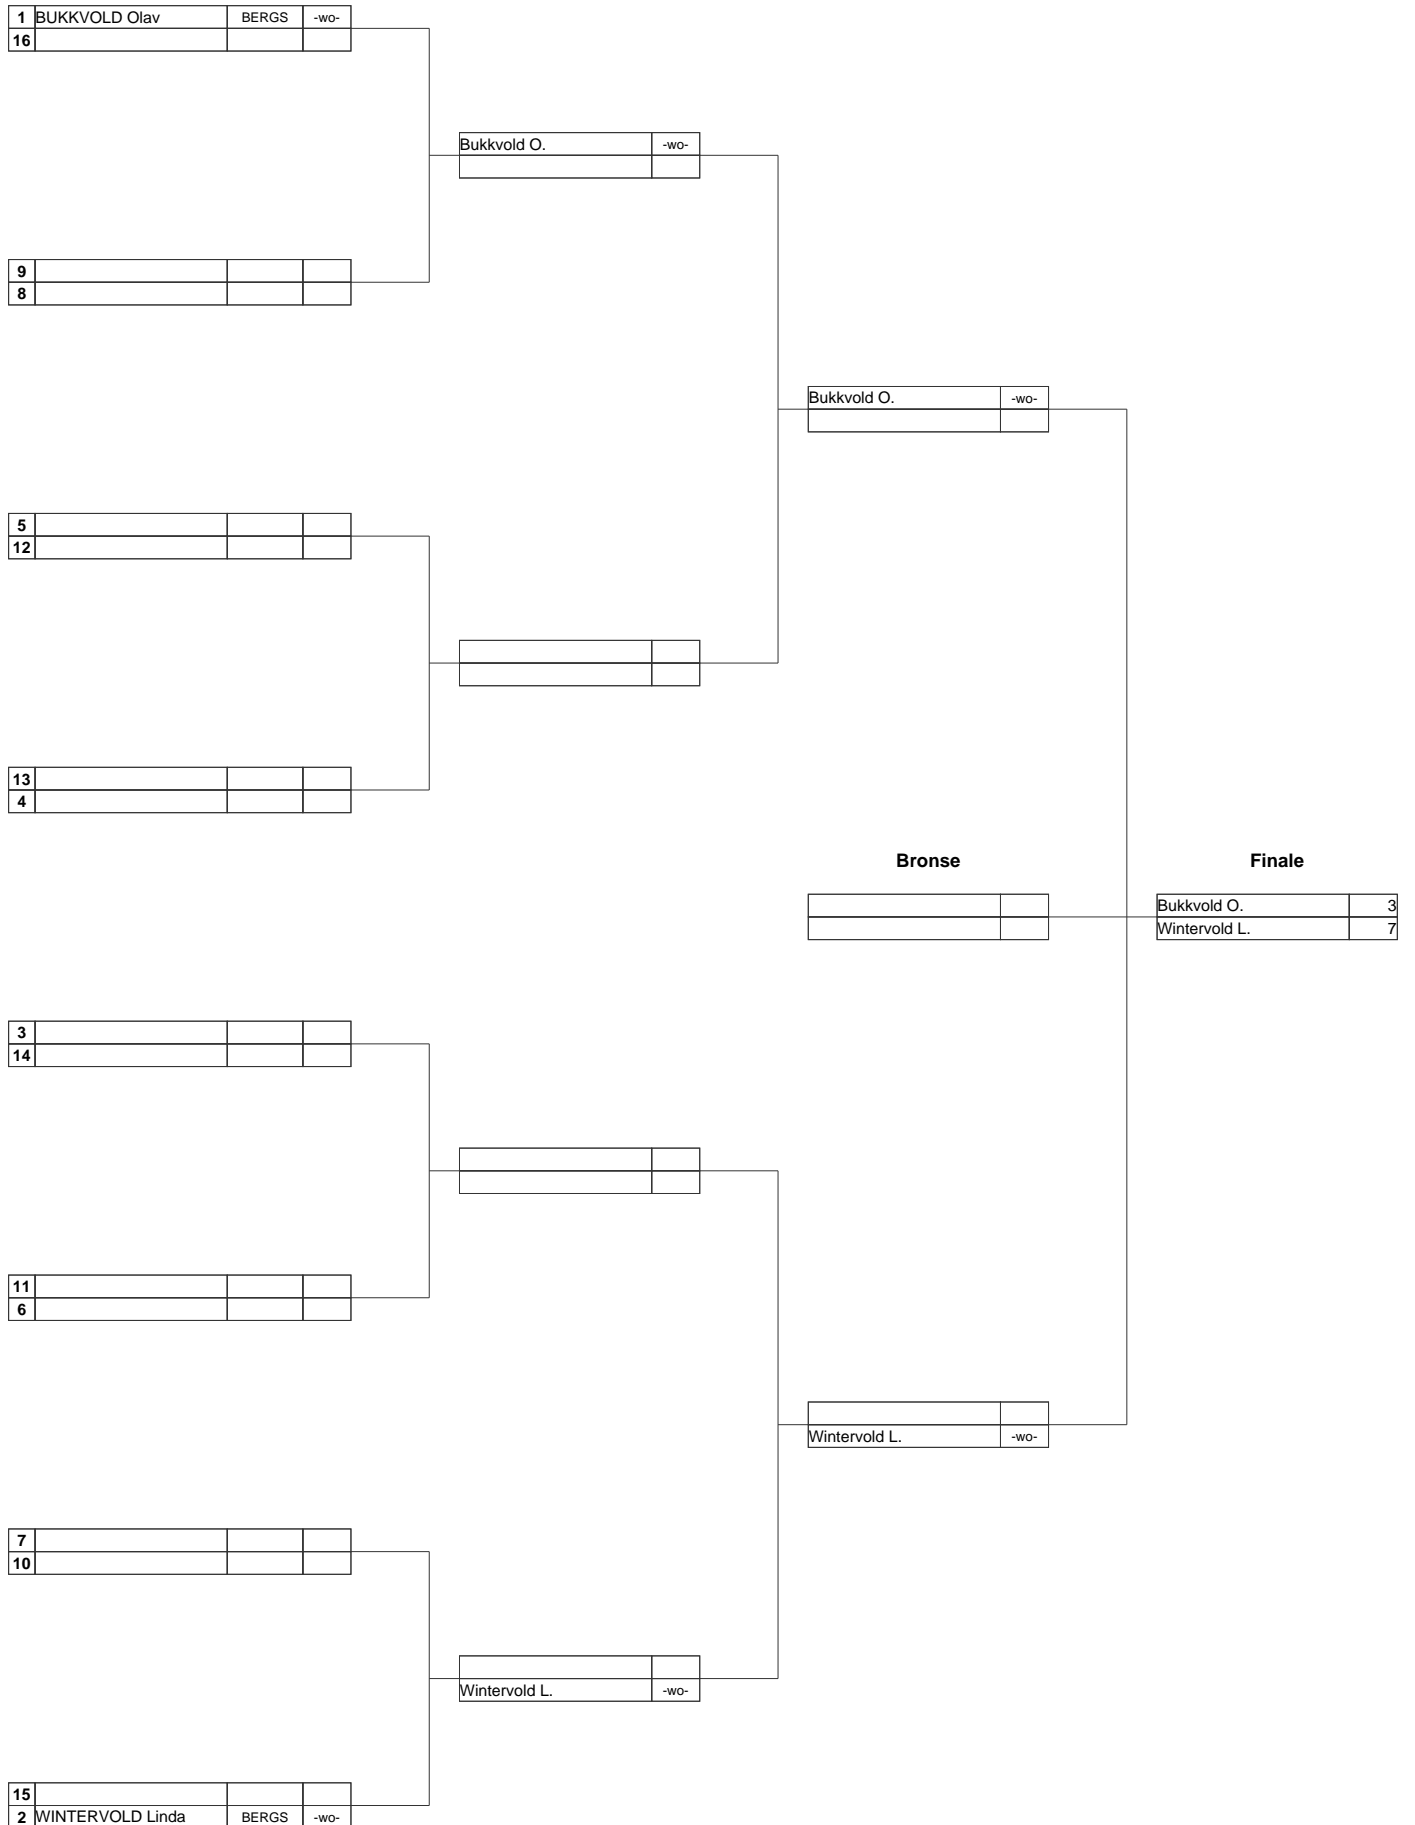 1 BUKKVOLD Olav BERGS -wo-
16
Bukkvold O. -wo-
9
8
Bukkvold O. -wo-
5
12
13
4
Bronse Finale
Bukkvold O. 3
Wintervold L. 7
3
14
11
6
Wintervold L. -wo-
7
10
Wintervold L. -wo-
15
2 WINTERVOLD Linda BERGS -wo-